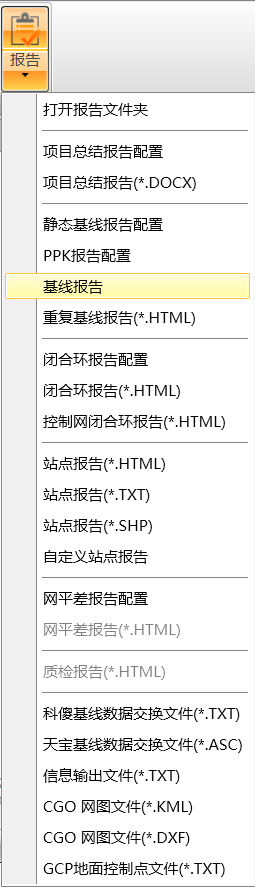 报告
打开报告文件夹
项目总结报告配置
项目总结报告(*.DOCX)
静态基线报告配置
PPK报告配置
基线报告
重复基线报告(*.HTML)
闭合环报告配置
闭合环报告(*.HTML)
控制网闭合环报告(*.HTML)
站点报告(*.HTML)
站点报告(*.TXT)
站点报告(*.SHP)
自定义站点报告
网平差报告配置
网平差报告(*.HTML)
质检报告(*.HTML)
科傻基线数据交换文件(*.TXT)
天宝基线数据交换文件(*.ASC)
信息输出文件(*.TXT)
CGO 网图文件(*.KML)
CGO 网图文件(*.DXF)
GCP地面控制点文件(*.TXT)